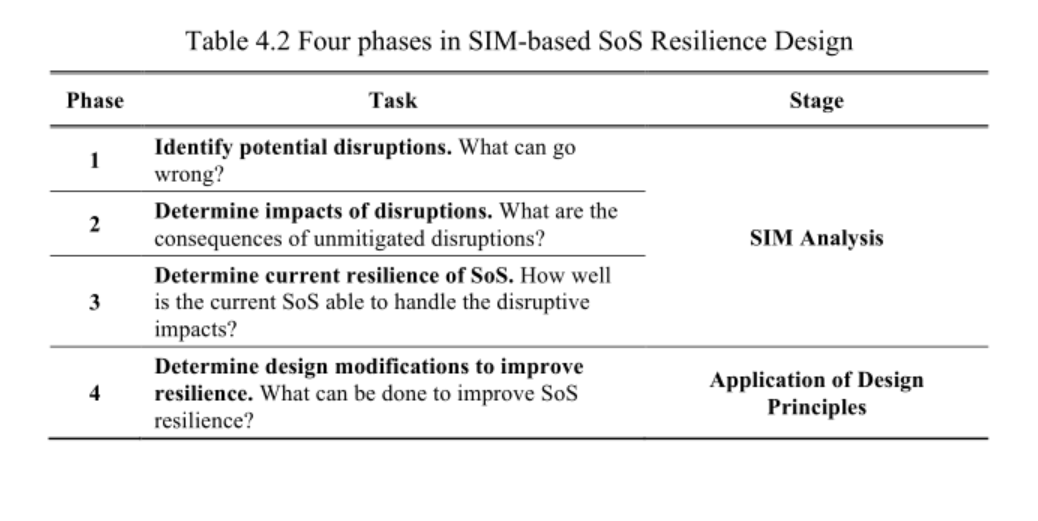 Table 4.2 Four phases in SIM-based SoS Resilience Design
Phase Task Stage
1 Identify potential disruptions. What can go
wrong?
2 Determine impacts of disruptions. What are the
consequences of unmitigated disruptions?
SIM Analysis
3 Determine current resilience of SoS. How well
is the current SoS able to handle the disruptive
impacts?
4 Determine design modifications to improve
resilience. What can be done to improve SoS
resilience?
Application of Design
Principles